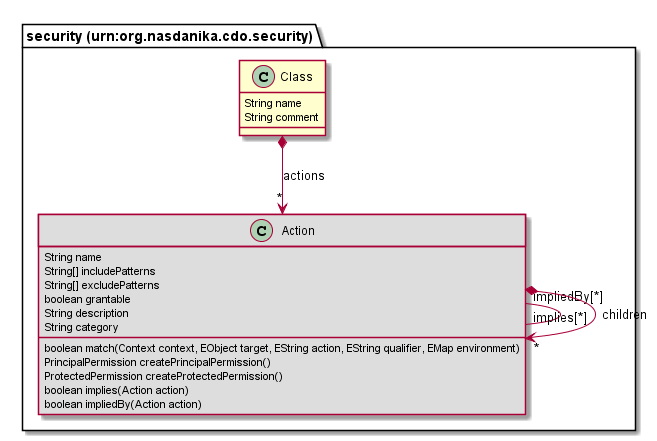 security (urn:org.nasdanika.cdo.security)
C Class
String name
String comment
actions
*
C Action
String name
String[] includePatterns
String[] excludePatterns
boolean grantable
String description
String category
boolean match(Context context, EObject target, EString action, EString qualifier, EMap environment)
PrincipalPermission createPrincipalPermission()
ProtectedPermission createProtectedPermission()
boolean implies(Action action)
boolean impliedBy(Action action)
impliedBy[*]
implies[*]
children
*